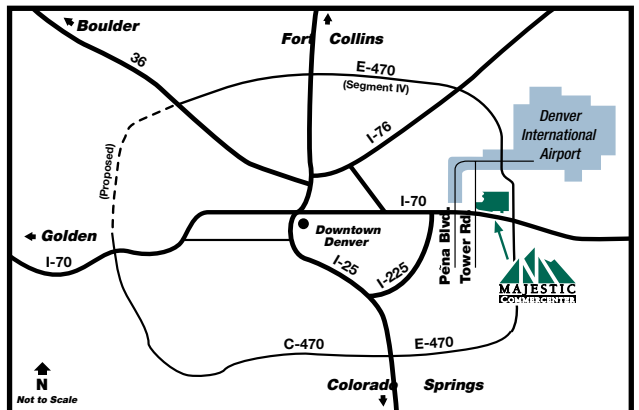 Boulder
Fort Collins
36
E-470
(Segment IV)
I-76
Denver
International
Airport
(Proposed)
I-70
Golden
I-70
Downtown
Denver
Péna Blvd.
Tower Rd.
I-25
I-225
MAJESTIC
COMMERCENTER
C-470
E-470
N
Not to Scale
Colorado Springs